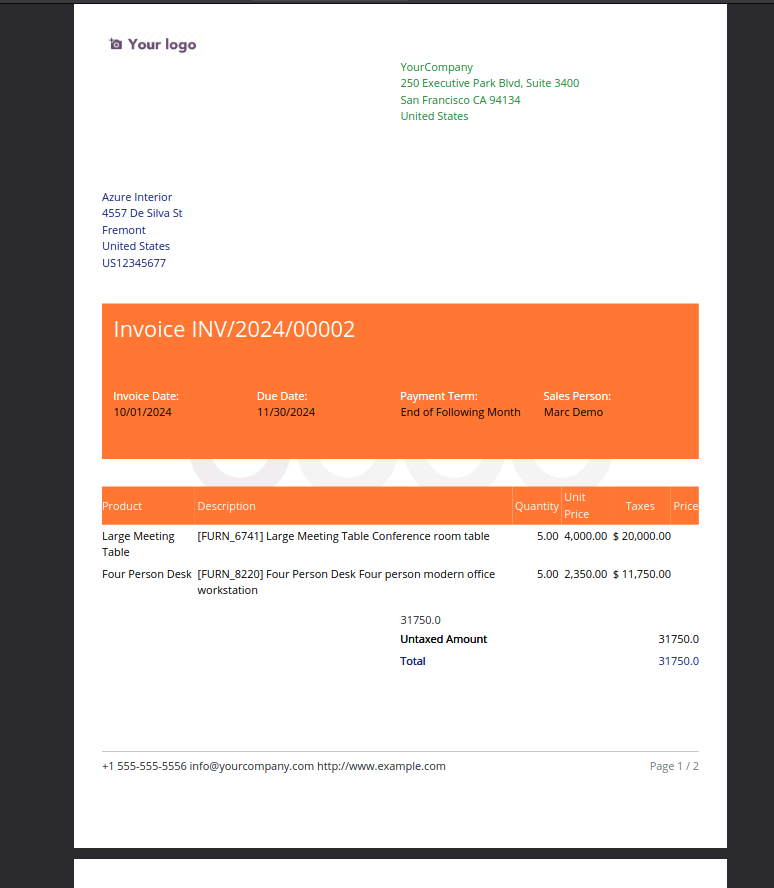 Your logo
YourCompany
250 Executive Park Blvd, Suite 3400
San Francisco CA 94134
United States
Azure Interior
4557 De Silva St
Fremont
United States
US12345677
Invoice INV/2024/00002
Invoice Date: Due Date: Payment Term: Sales Person:
10/01/2024 11/30/2024 End of Following Month Marc Demo
Product Description Quantity Unit Price Taxes Price
Large Meeting Table [FURN_6741] Large Meeting Table Conference room table 5.00 4,000.00 $ 20,000.00
Four Person Desk [FURN_8220] Four Person Desk Four person modern office workstation 5.00 2,350.00 $ 11,750.00
31750.0
Untaxed Amount 31750.0
Total 31750.0
+1 555-555-5556 info@yourcompany.com http://www.example.com Page 1 / 2